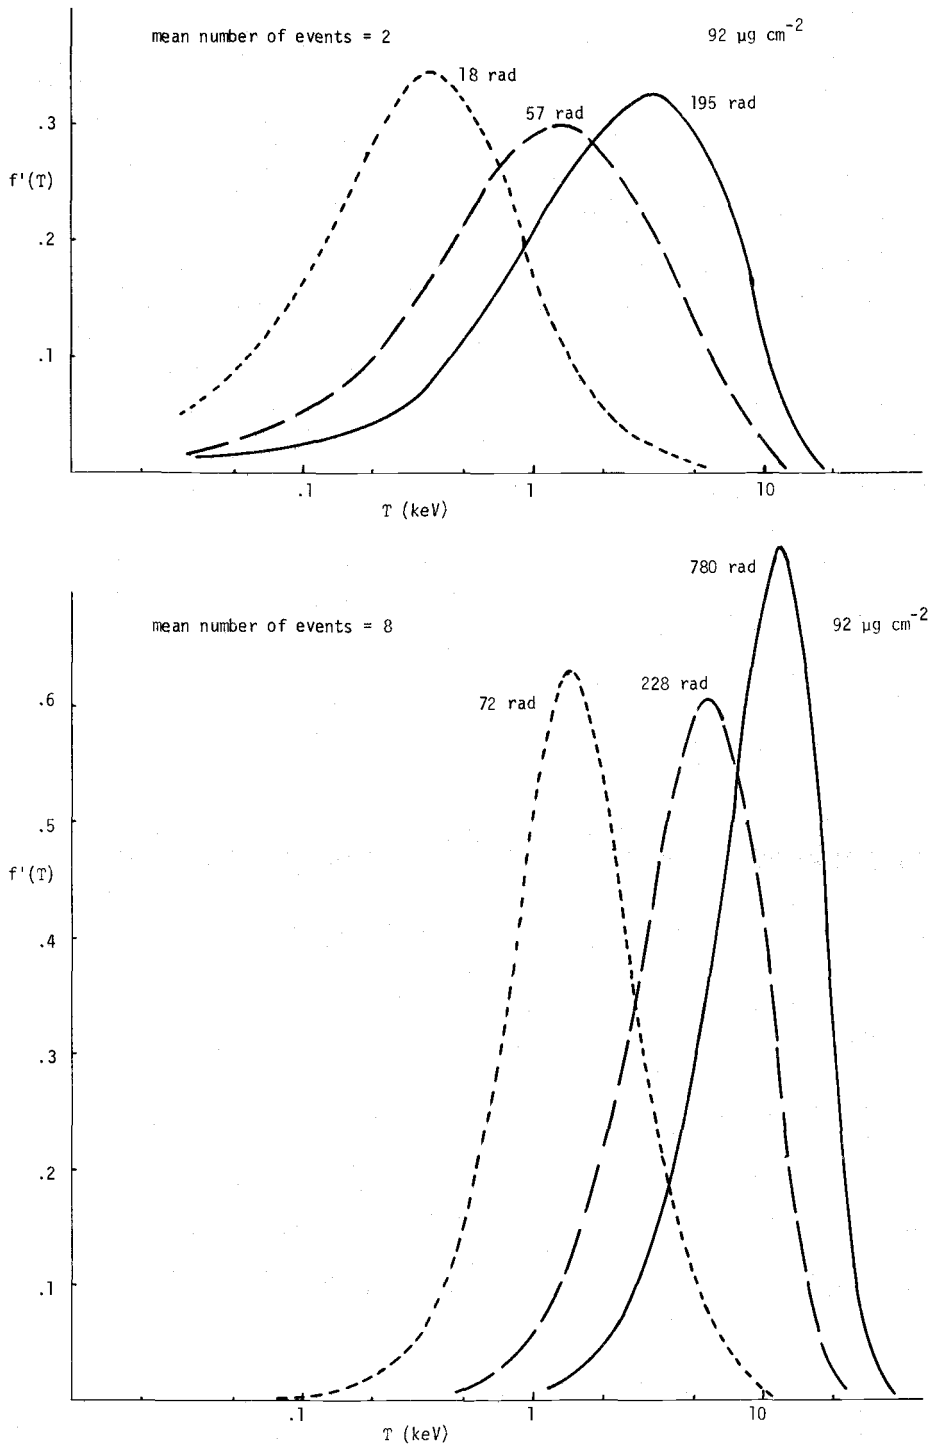 mean number of events = 2
92 µg cm-2
18 rad
57 rad
195 rad
.3
f'(T)
.2
.1
.1
1
10
T (keV)
780 rad
mean number of events = 8
92 µg cm-2
.6
72 rad
228 rad
.5
f'(T)
.4
.3
.2
.1
.1
1
10
T (keV)